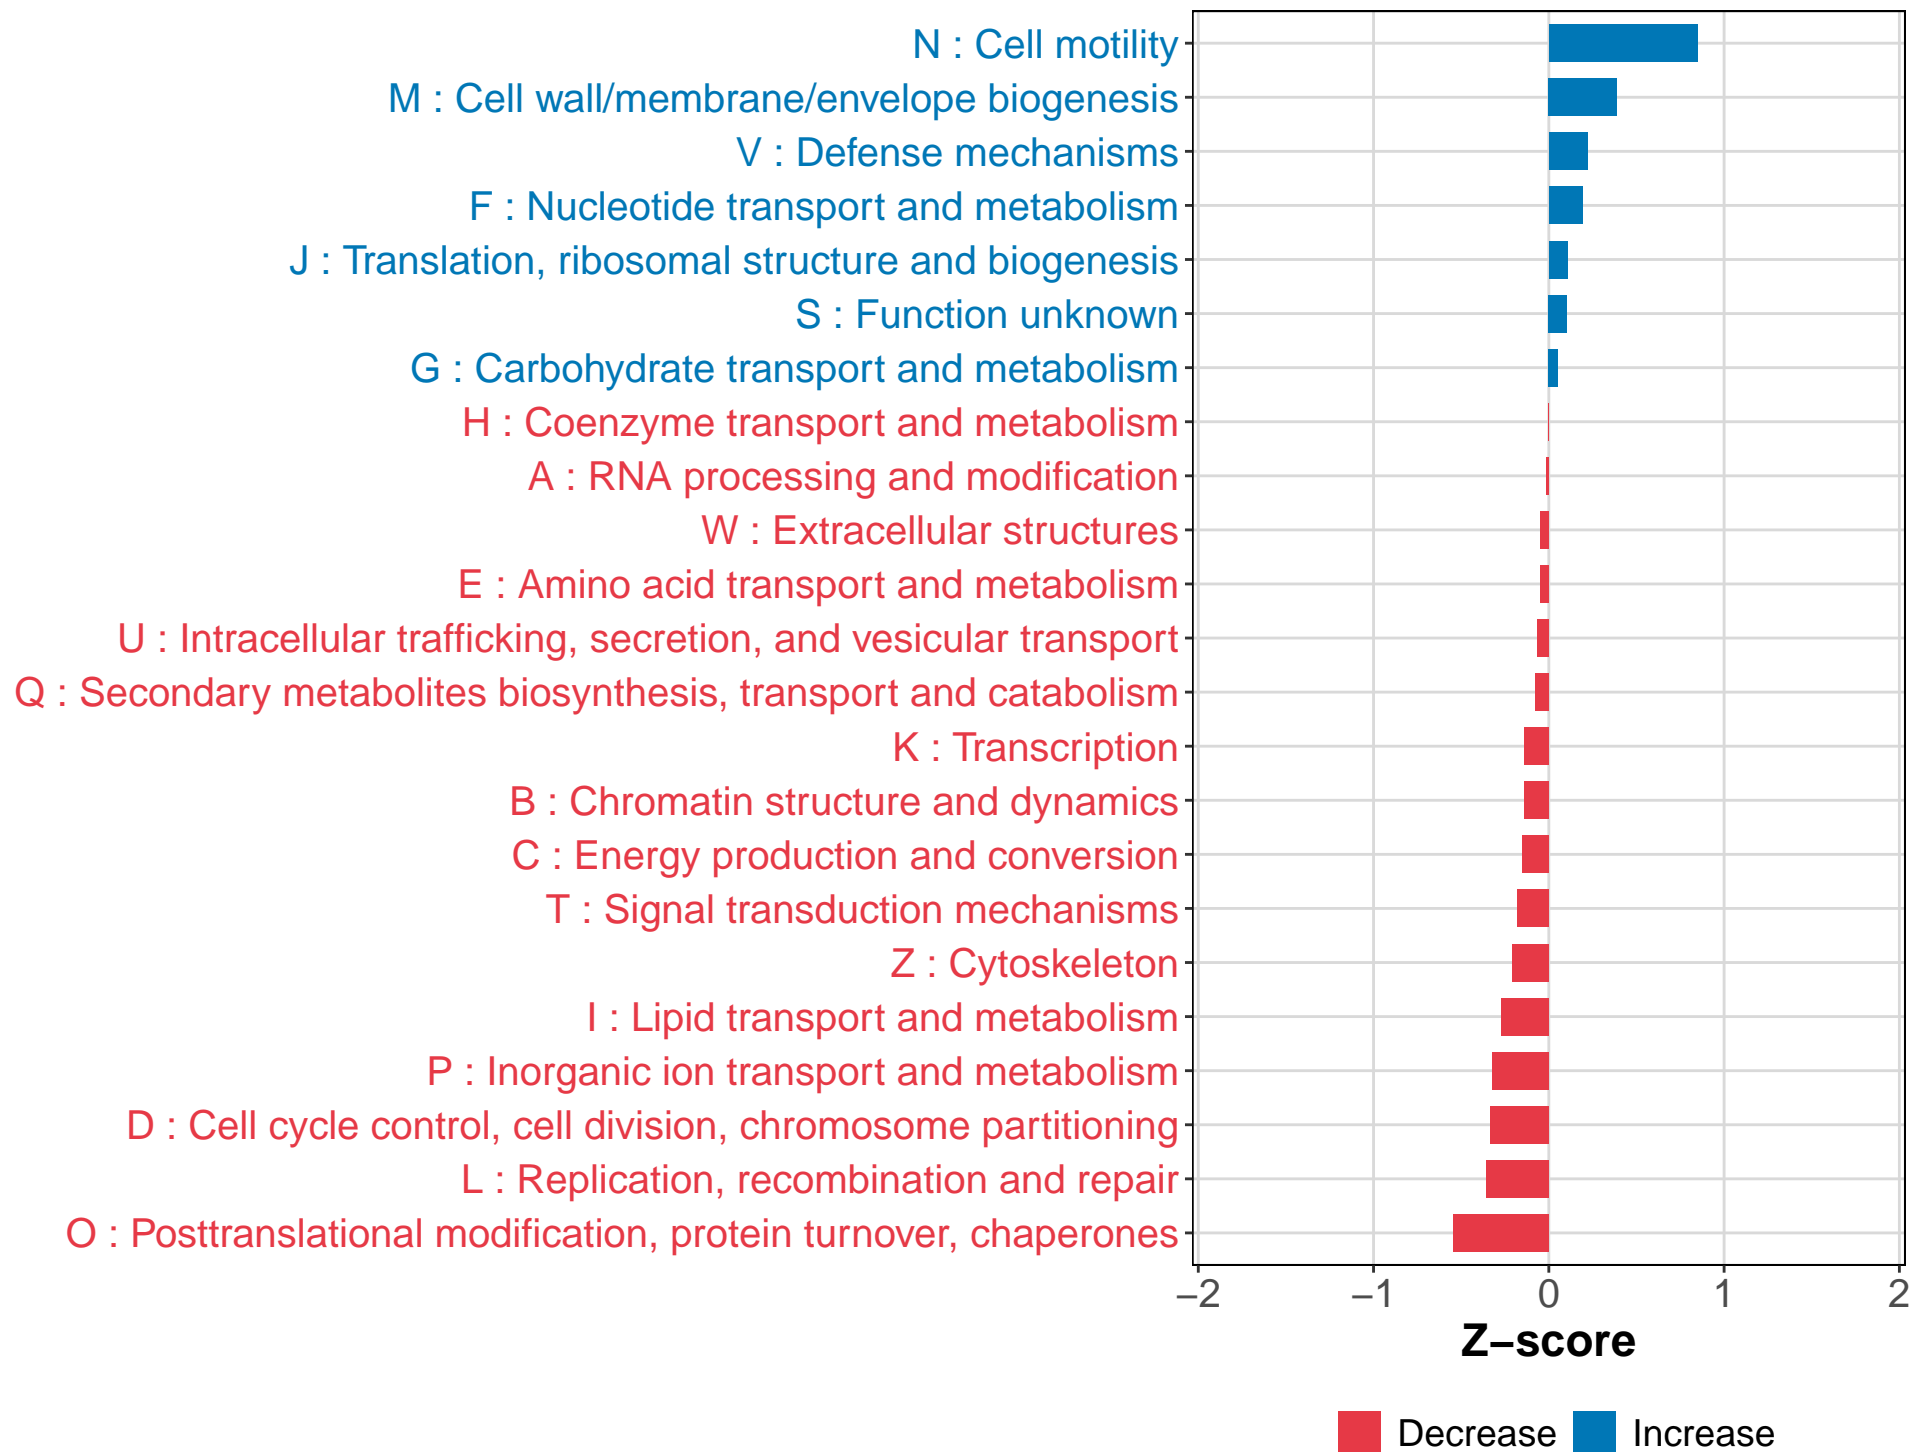 N : Cell motility
M : Cell wall/membrane/envelope biogenesis
V : Defense mechanisms
F : Nucleotide transport and metabolism
J : Translation, ribosomal structure and biogenesis
S : Function unknown
G : Carbohydrate transport and metabolism
H : Coenzyme transport and metabolism
A : RNA processing and modification
W : Extracellular structures
E : Amino acid transport and metabolism
U : Intracellular trafficking, secretion, and vesicular transport
Q : Secondary metabolites biosynthesis, transport and catabolism
K : Transcription
B : Chromatin structure and dynamics
C : Energy production and conversion
T : Signal transduction mechanisms
Z : Cytoskeleton
I : Lipid transport and metabolism
P : Inorganic ion transport and metabolism
D : Cell cycle control, cell division, chromosome partitioning
L : Replication, recombination and repair
O : Posttranslational modification, protein turnover, chaperones
−2 −1 0 1 2
Z−score
Decrease Increase